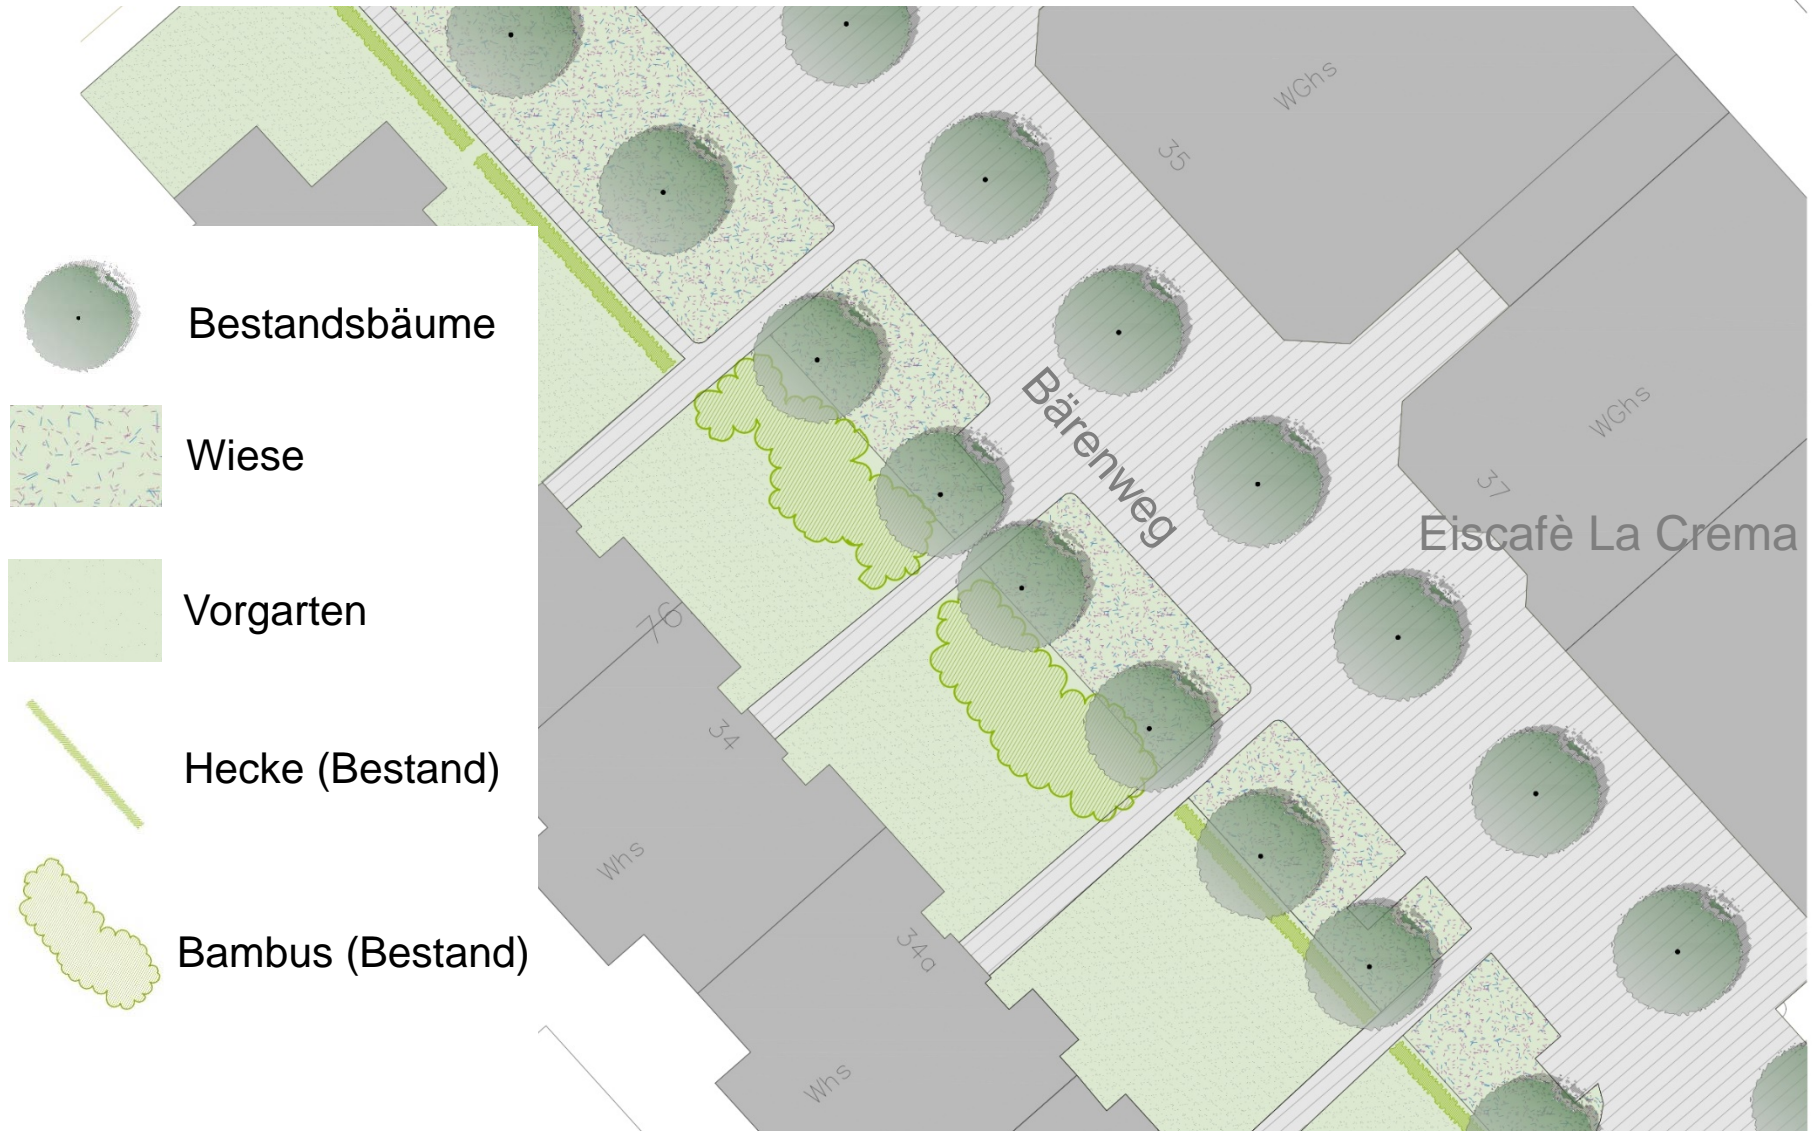 WGhs
35
Bestandsbäume
Bärenweg
WGhs
Wiese
37
Eiscafè La Crema
Vorgarten
76
34
Hecke (Bestand)
Whs
Bambus (Bestand)
34a
Whs